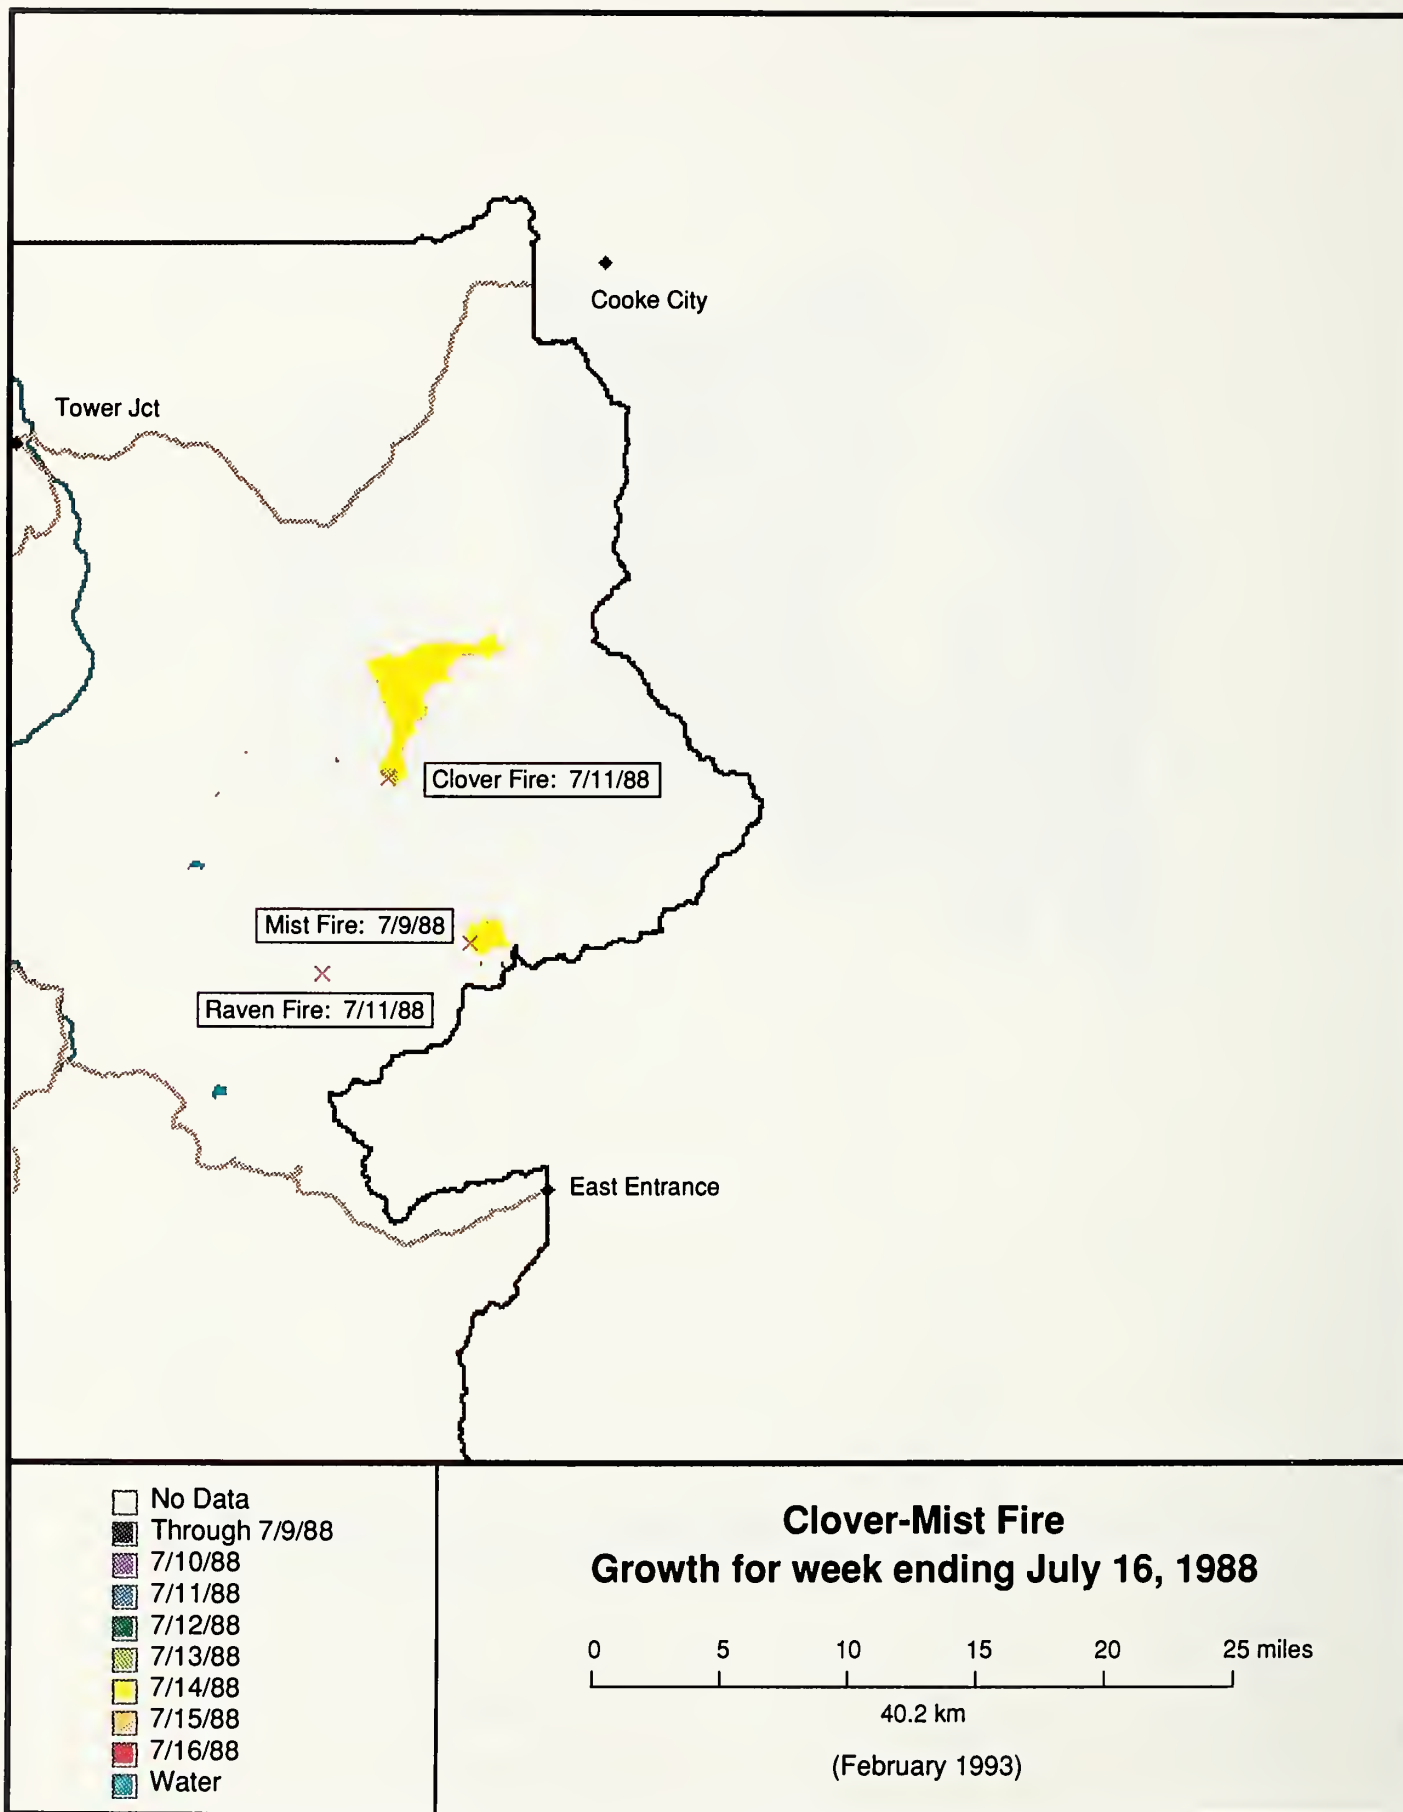 Cooke City
Tower Jct
Clover Fire: 7/11/88
Mist Fire: 7/9/88
Raven Fire: 7/11/88
East Entrance
No Data
Through 7/9/88
7/10/88
7/11/88
7/12/88
7/13/88
7/14/88
7/15/88
7/16/88
Water
Clover-Mist Fire
Growth for week ending July 16, 1988
0 5 10 15 20 25 miles
40.2 km
(February 1993)